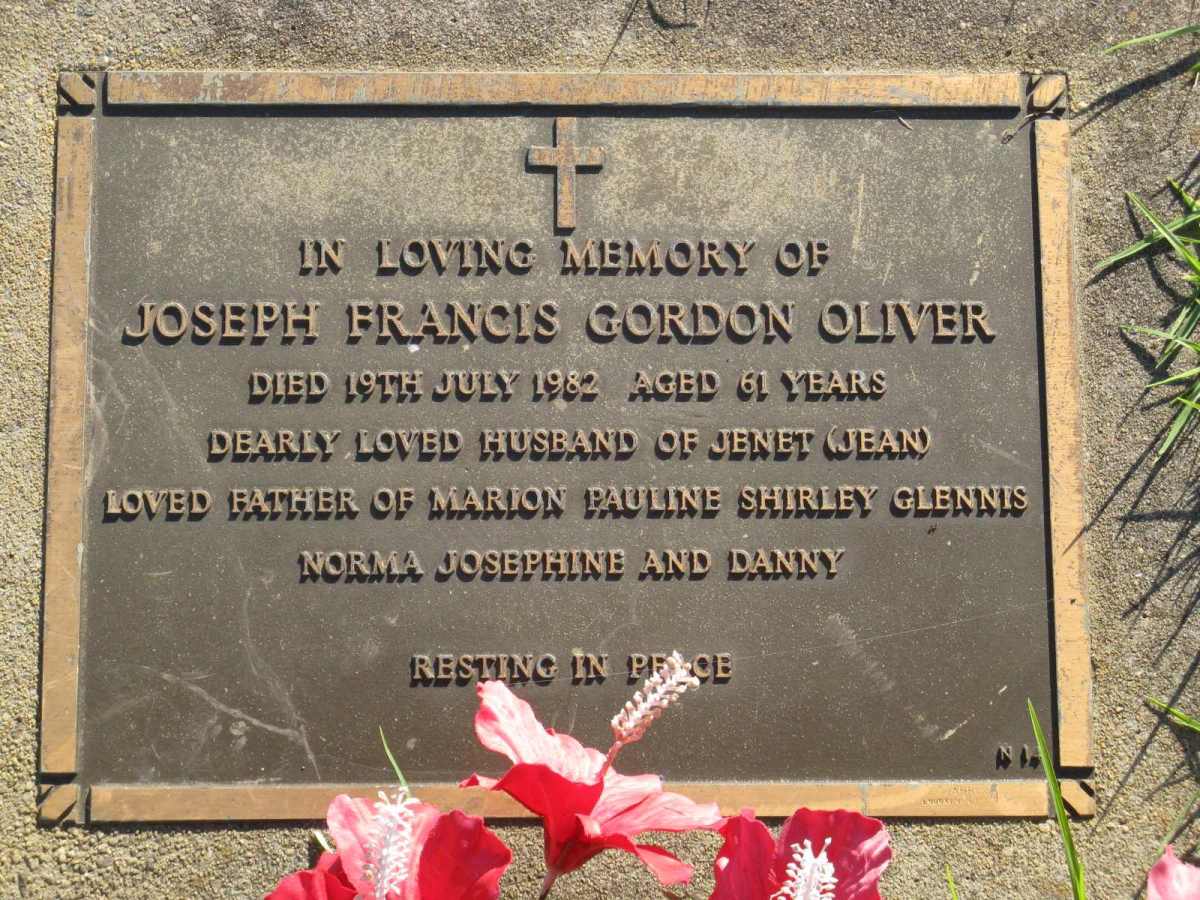 IN LOVING MEMORY OF
JOSEPH FRANCIS GORDON OLIVER
DIED 19TH JULY 1982 AGED 61 YEARS
DEARLY LOVED HUSBAND OF JENET (JEAN)
LOVED FATHER OF MARION PAULINE SHIRLEY GLENNIS
NORMA JOSEPHINE AND DANNY
RESTING IN PEACE